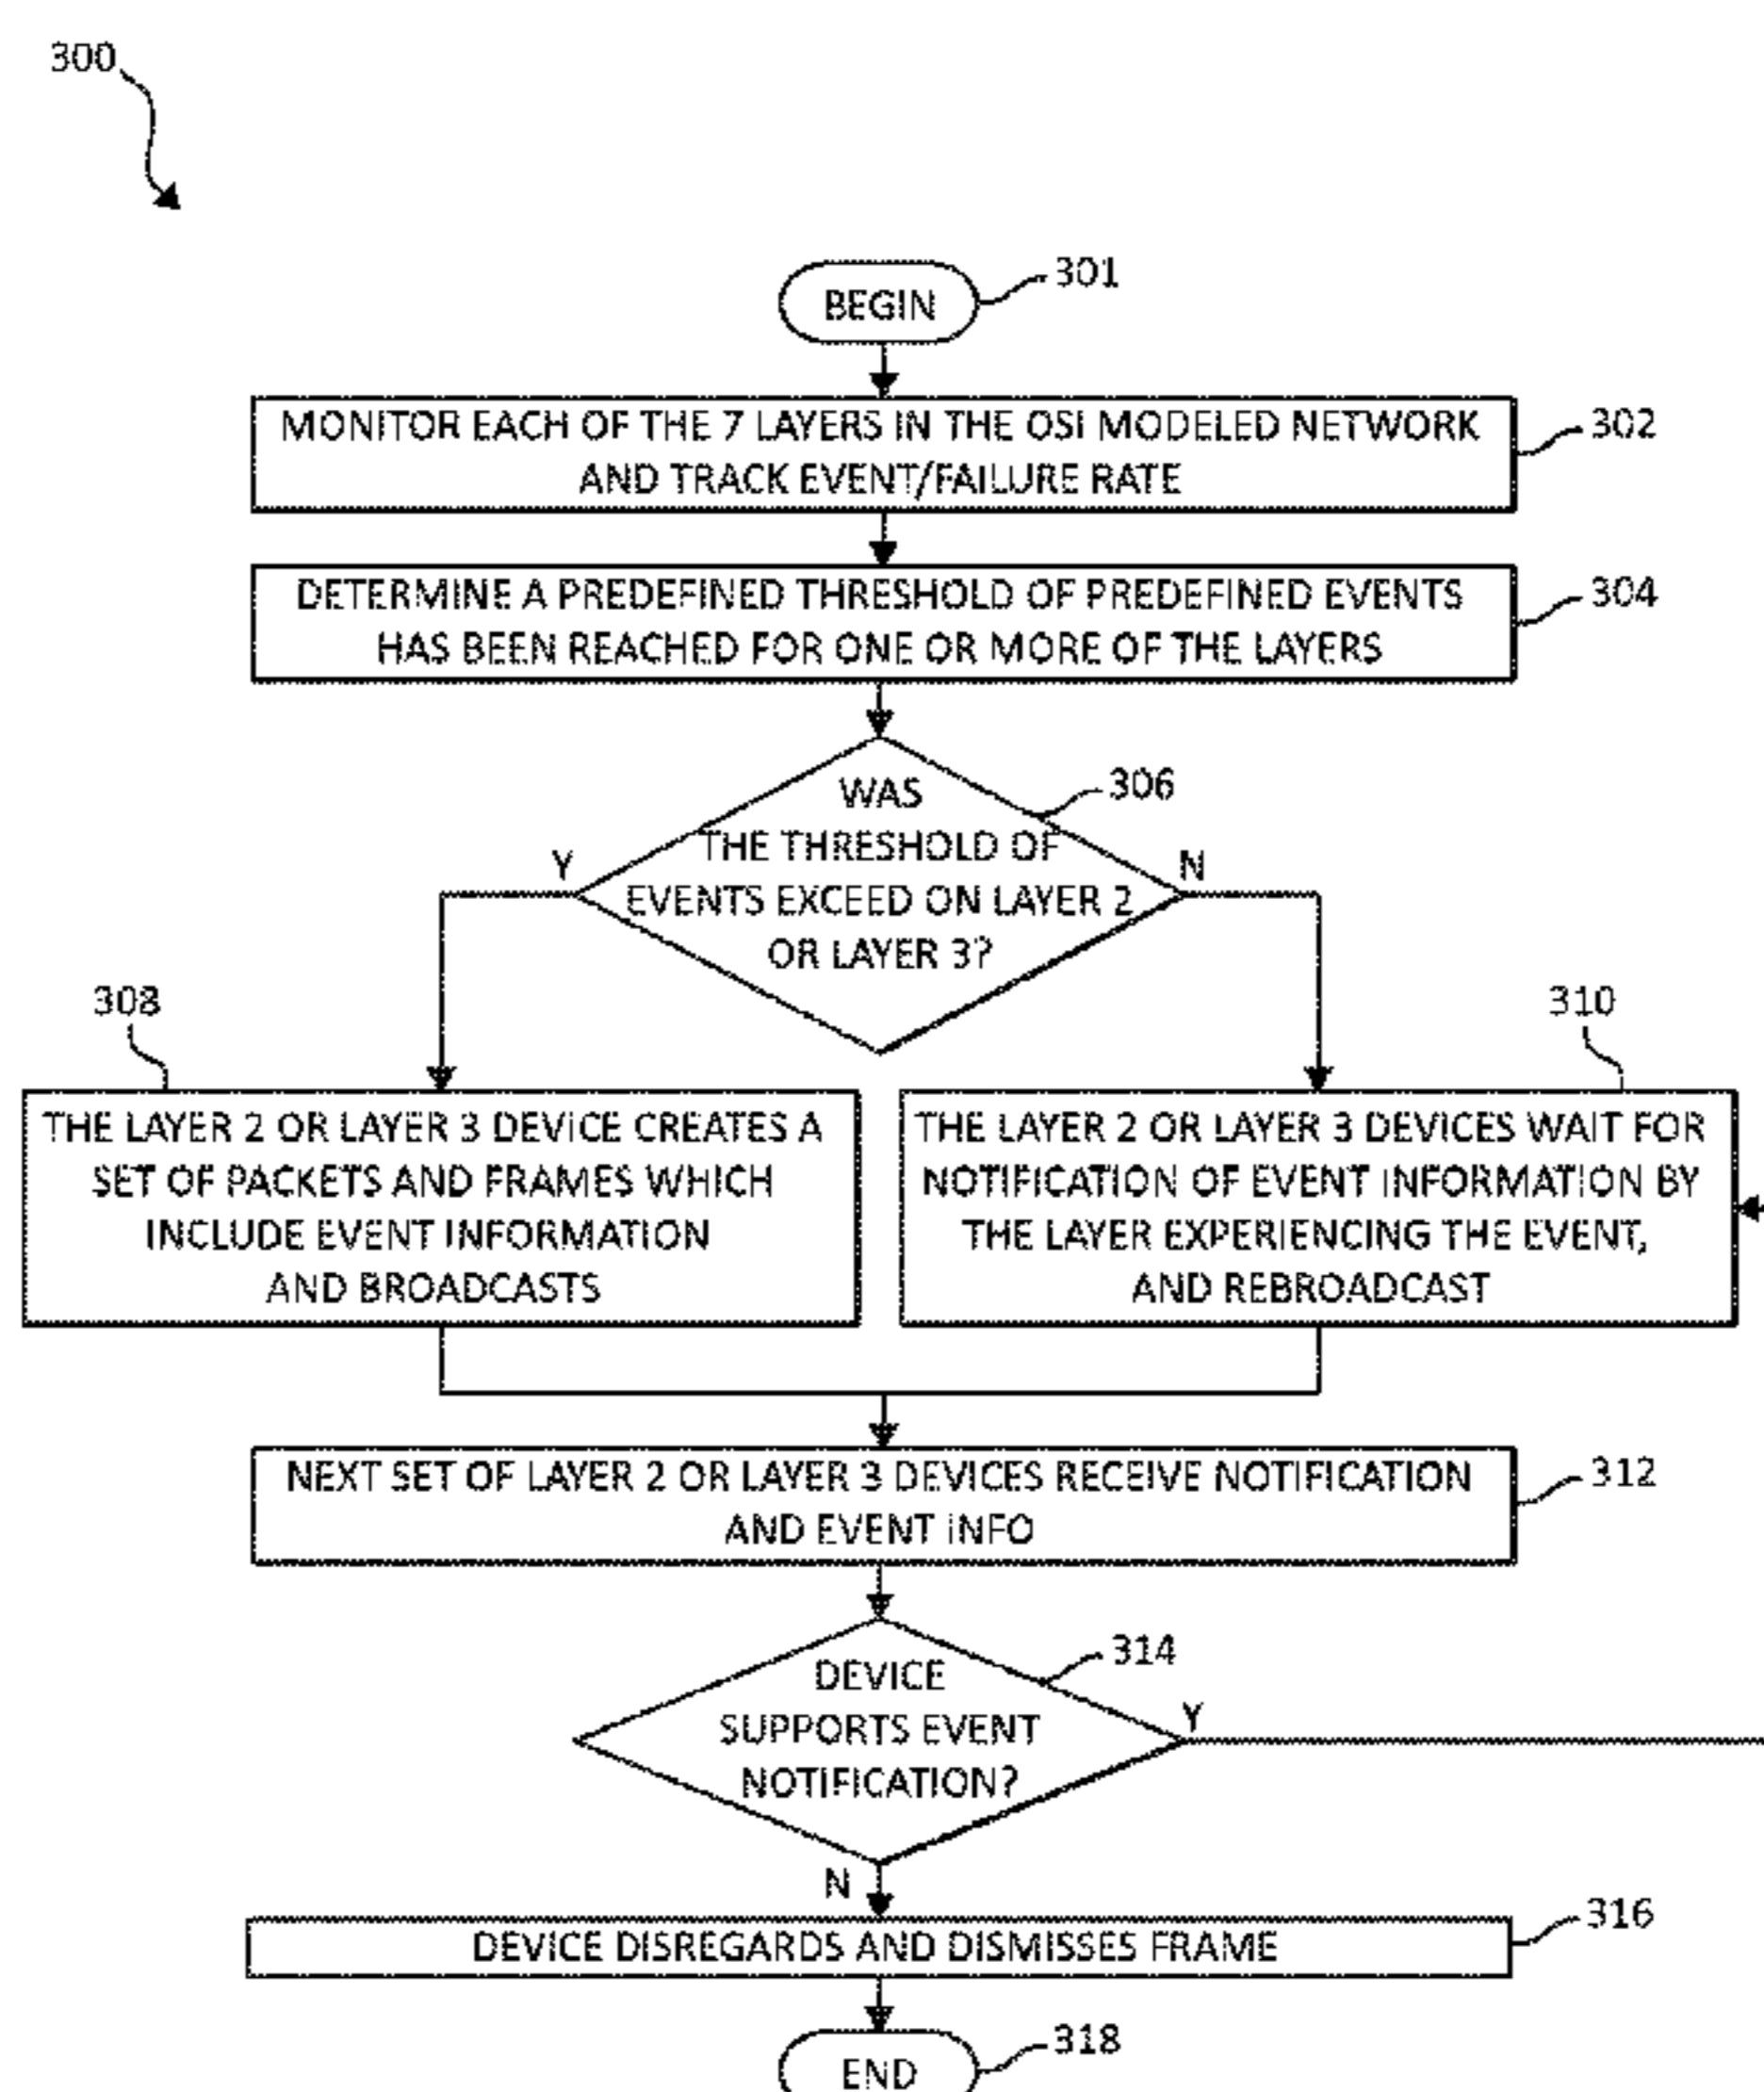 300
BEGIN
301
MONITOR EACH OF THE 7 LAYERS IN THE OSI MODELED NETWORK
AND TRACK EVENT/FAILURE RATE
302
DETERMINE A PREDEFINED THRESHOLD OF PREDEFINED EVENTS
HAS BEEN REACHED FOR ONE OR MORE OF THE LAYERS
304
WAS
THE THRESHOLD OF
EVENTS EXCEED ON LAYER 2
OR LAYER 3?
306
Y
N
308
THE LAYER 2 OR LAYER 3 DEVICE CREATES A
SET OF PACKETS AND FRAMES WHICH
INCLUDE EVENT INFORMATION
AND BROADCASTS
310
THE LAYER 2 OR LAYER 3 DEVICES WAIT FOR
NOTIFICATION OF EVENT INFORMATION BY
THE LAYER EXPERIENCING THE EVENT,
AND REBROADCAST
NEXT SET OF LAYER 2 OR LAYER 3 DEVICES RECEIVE NOTIFICATION
AND EVENT INFO
312
DEVICE
SUPPORTS EVENT
NOTIFICATION?
314
Y
N
DEVICE DISREGARDS AND DISMISSES FRAME
316
END
318